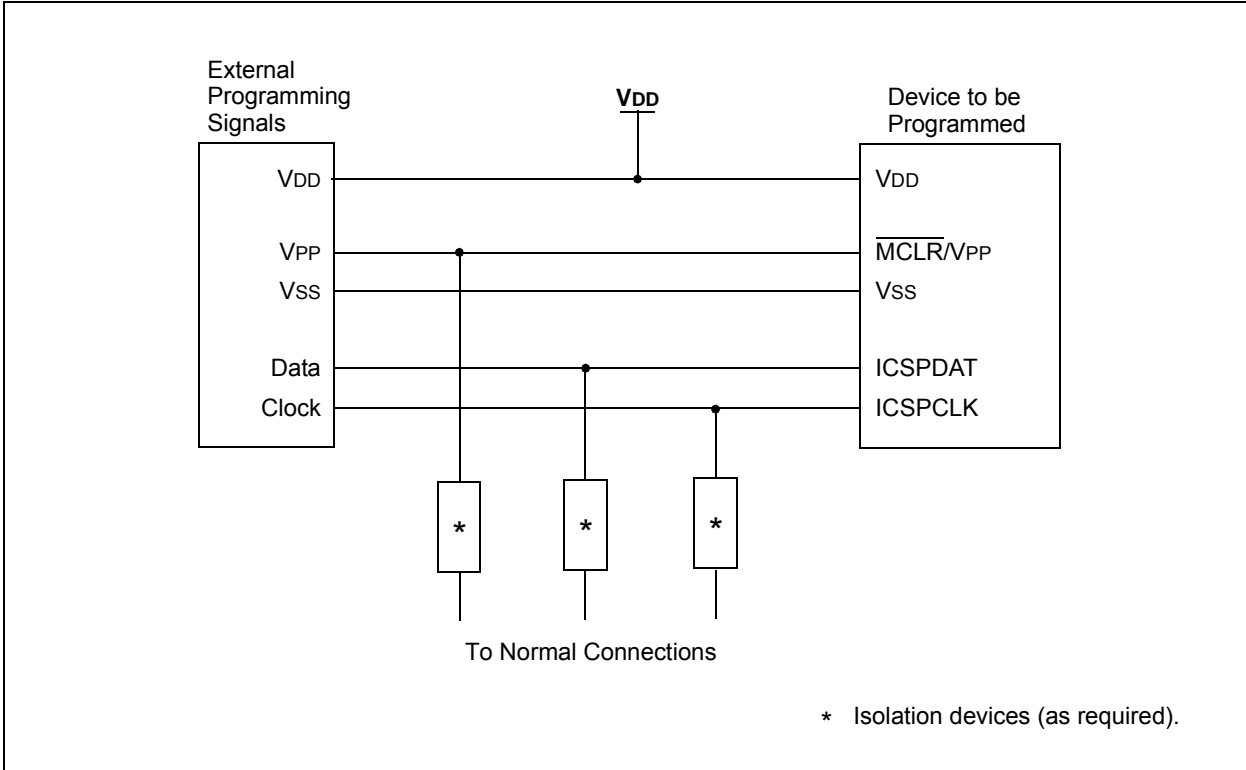 External
Programming
Signals
VDD
Device to be
Programmed
VDD
VDD
VPP
MCLR/VPP
VSS
VSS
Data
ICSPDAT
Clock
ICSPCLK
*
*
*
To Normal Connections
* Isolation devices (as required).